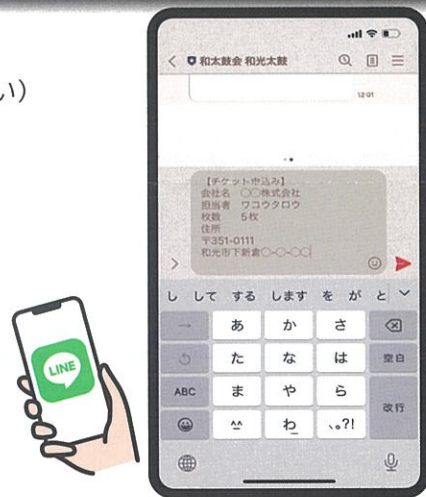 い)
和太鼓会 和光太鼓
12:01
【チケット申込み】
会社名 ○○株式会社
担当者 ワコウタロウ
枚数 5枚
住所
〒351-0111
和光市下新倉○-○-○○
し して する します を が と
→ あ か さ
た な は 空白
ABC ま や ら 改行
^^ わ_ 、。?!
LINE